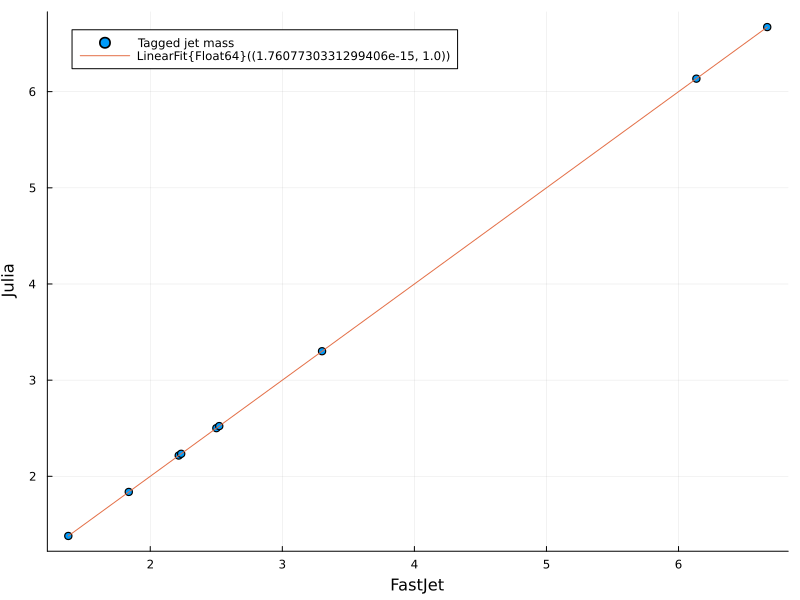 Tagged jet mass
LinearFit{Float64}((1.7607730331299406e-15, 1.0))
6
5
4
3
2
Julia
2 3 4 5 6
FastJet